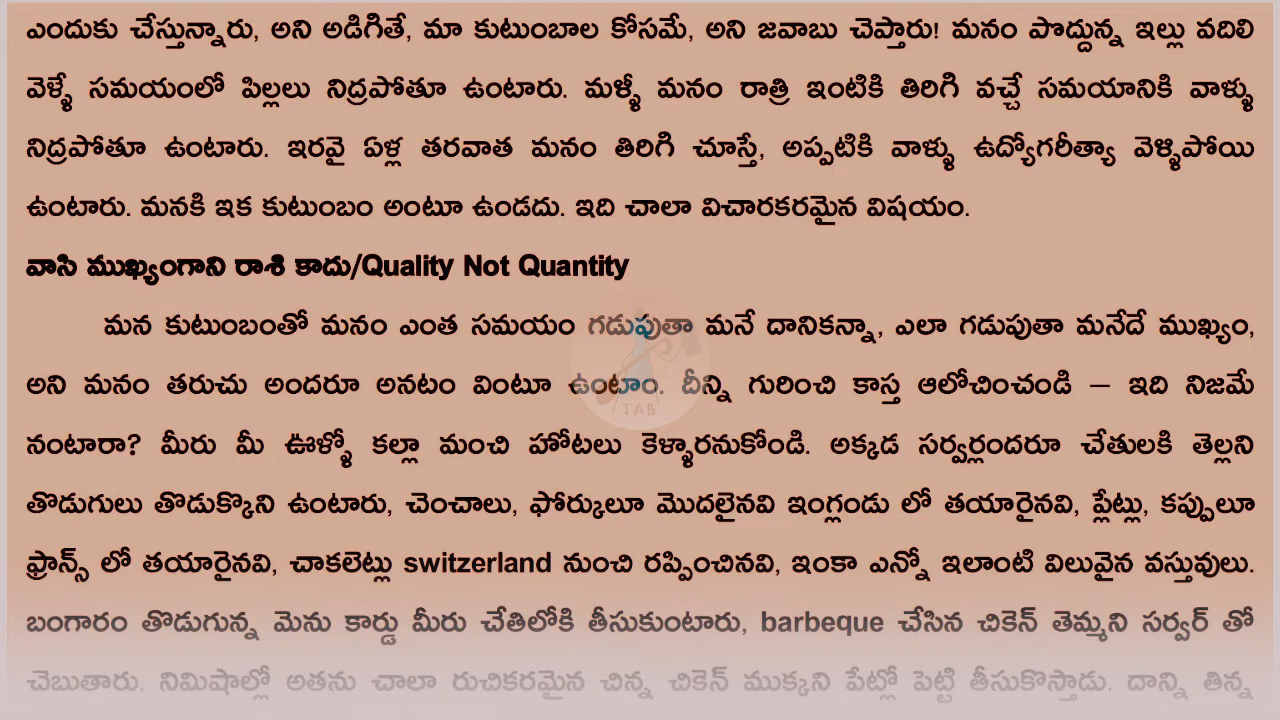 ఎందుకు చేస్తున్నారు, అని అడిగితే, మా కుటుంబాల కోసమే, అని జవాబు చెప్తారు! మనం పొద్దున్న ఇల్లు వదిలి
వెళ్ళే సమయంలో పిల్లలు నిద్రపోతూ ఉంటారు. మళ్ళీ మనం రాత్రి ఇంటికి తిరిగి వచ్చే సమయానికి వాళ్ళు
నిద్రపోతూ ఉంటారు. ఇరవై ఏళ్ల తరవాత మనం తిరిగి చూస్తే, అప్పటికి వాళ్ళు ఉద్యోగరీత్యా వెళ్ళిపోయి
ఉంటారు. మనకి ఇక కుటుంబం అంటూ ఉండదు. ఇది చాలా విచారకరమైన విషయం.
వాసి ముఖ్యంగాని రాశి కాదు/Quality Not Quantity
మన కుటుంబంతో మనం ఎంత సమయం గడుపుతా మనే దానికన్నా, ఎలా గడుపుతా మనేదే ముఖ్యం,
అని మనం తరుచు అందరూ అనటం వింటూ ఉంటాం. దీన్ని గురించి కాస్త ఆలోచించండి – ఇది నిజమే
నంటారా? మీరు మీ ఊళ్ళో కల్లా మంచి హోటలు కెళ్ళారనుకోండి. అక్కడ సర్వర్లందరూ చేతులకి తెల్లని
తొడుగులు తొడుక్కొని ఉంటారు, చెంచాలు, ఫోర్కులూ మొదలైనవి ఇంగ్లండు లో తయారైనవి, ప్లేట్లు, కప్పులూ
ఫ్రాన్స్ లో తయారైనవి, చాకలెట్లు switzerland నుంచి రప్పించినవి, ఇంకా ఎన్నో ఇలాంటి విలువైన వస్తువులు.
బంగారం తొడుగున్న మెను కార్డు మీరు చేతిలోకి తీసుకుంటారు, barbeque చేసిన చికెన్ తెమ్మని సర్వర్ తో
చెబుతారు. నిమిషాల్లో అతను చాలా రుచికరమైన చిన్న చికెన్ ముక్కని పేట్లో పెట్టి తీసుకొస్తాడు. దాన్ని తిన్న
TAB